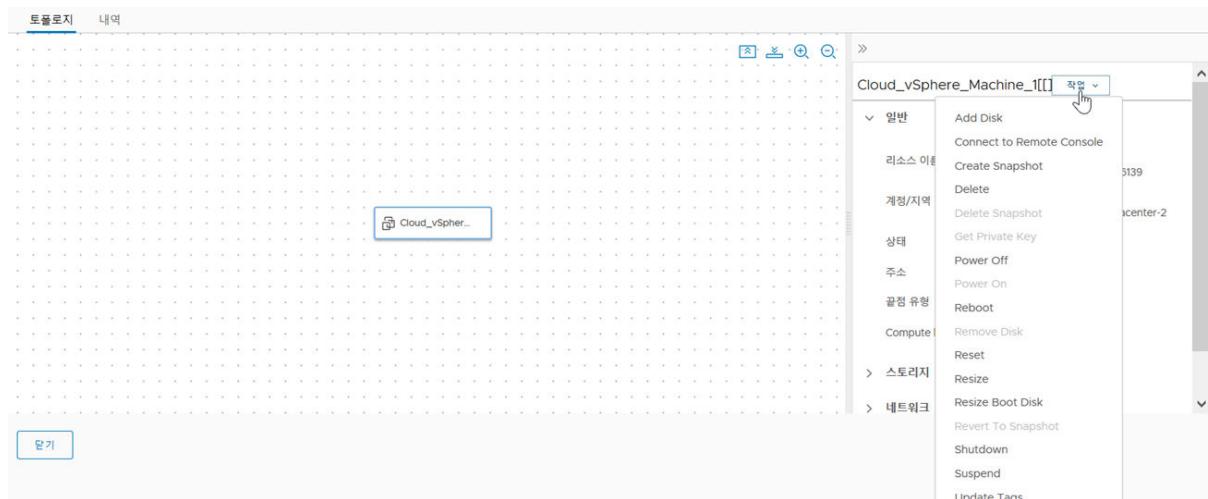 토폴로지 내역
Cloud_vSphere_Machine_1[[] 작업
일반
리소스 이름
5139
계정/지역
acenter-2
상태
주소
끝점 유형
Compute
스토리지
네트워크
Cloud_vSpher...
Add Disk
Connect to Remote Console
Create Snapshot
Delete
Delete Snapshot
Get Private Key
Power Off
Power On
Reboot
Remove Disk
Reset
Resize
Resize Boot Disk
Revert To Snapshot
Shutdown
Suspend
Update Tags
닫기